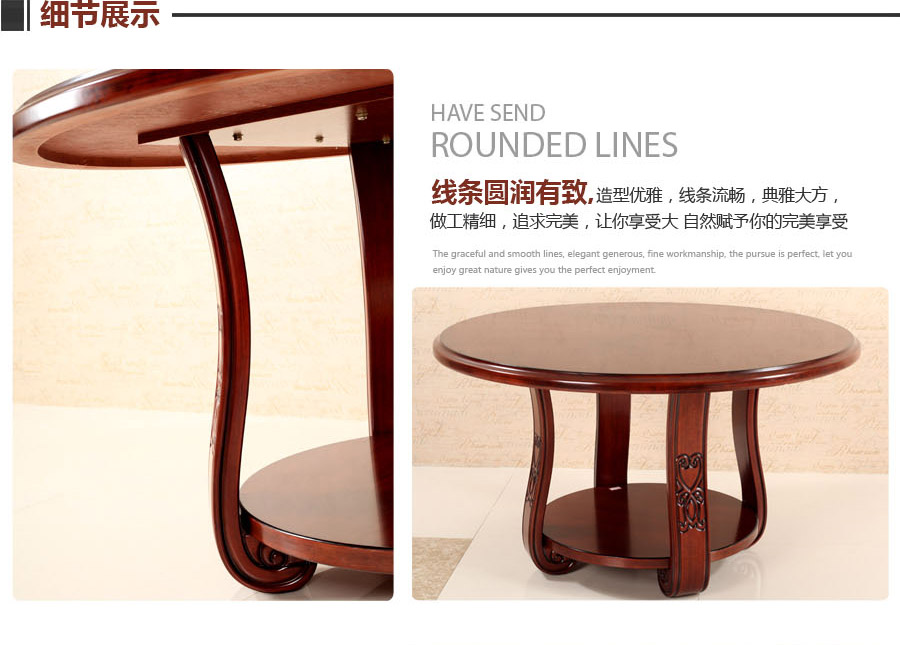 细节展示
HAVE SEND
ROUNDED LINES
线条圆润有致,造型优雅，线条流畅，典雅大方，
做工精细，追求完美，让你享受大 自然赋予你的完美享受
The graceful and smooth lines, elegant generous, fine workmanship, the pursue is perfect, let you
enjoy great nature gives you the perfect enjoyment.